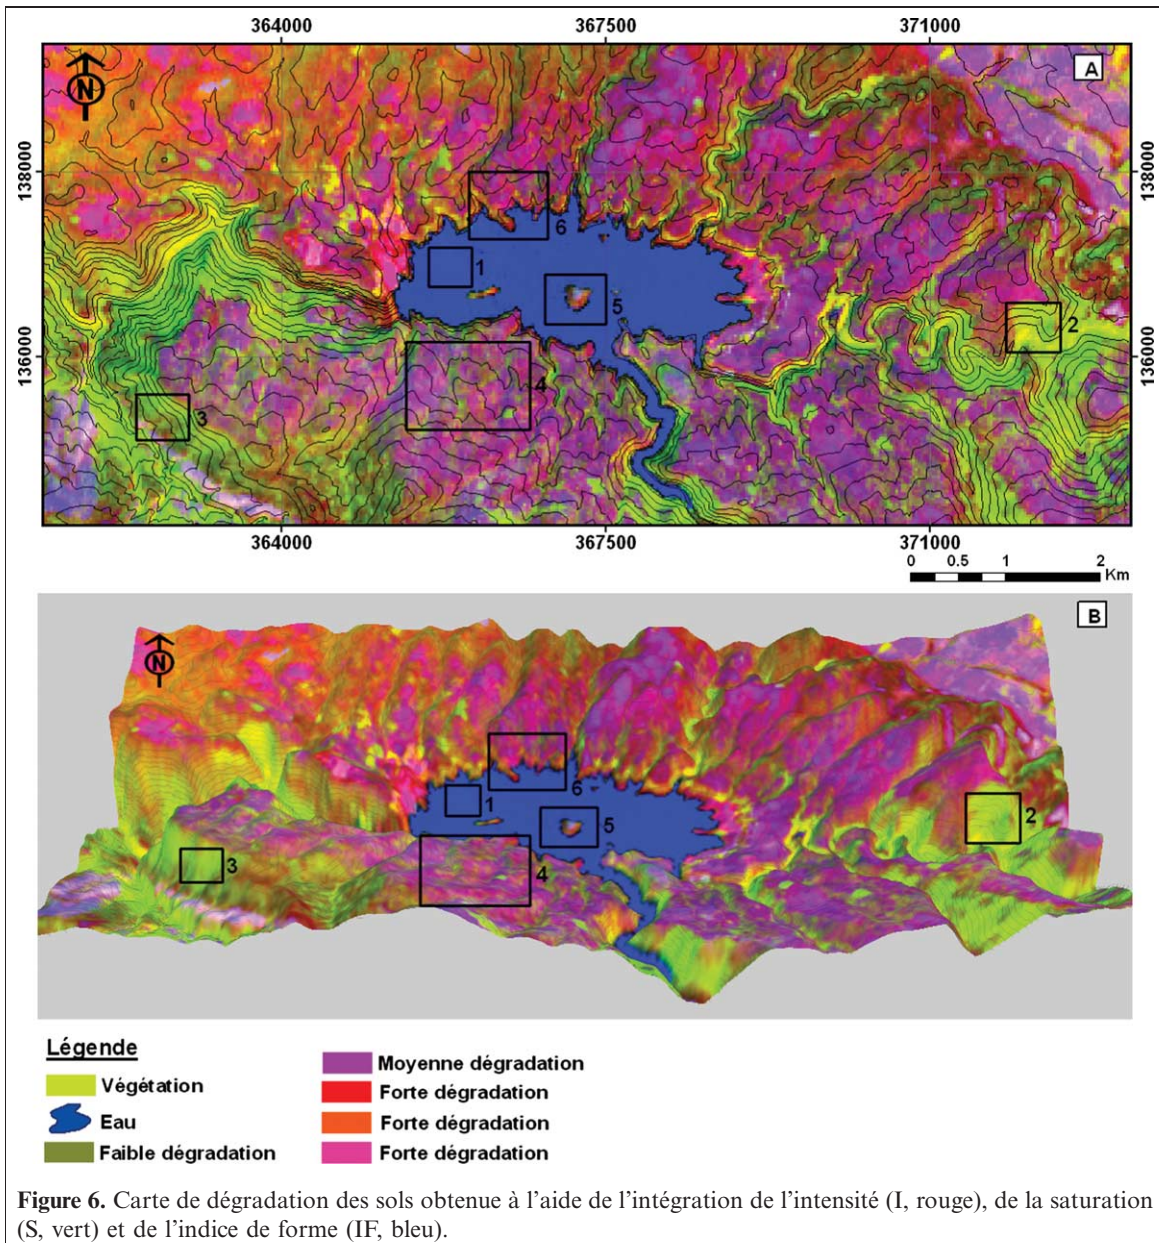 364000 367500 371000
N
A
138000 138000
6
1
5
2
136000 136000
4
3
364000 367500 371000
0 0.5 1 2
Km
B
N
6
1
5
2
3
4
Légende
Végétation
Eau
Faible dégradation
Moyenne dégradation
Forte dégradation
Forte dégradation
Forte dégradation
Figure 6. Carte de dégradation des sols obtenue à l'aide de l'intégration de l'intensité (I, rouge), de la saturation
(S, vert) et de l'indice de forme (IF, bleu).